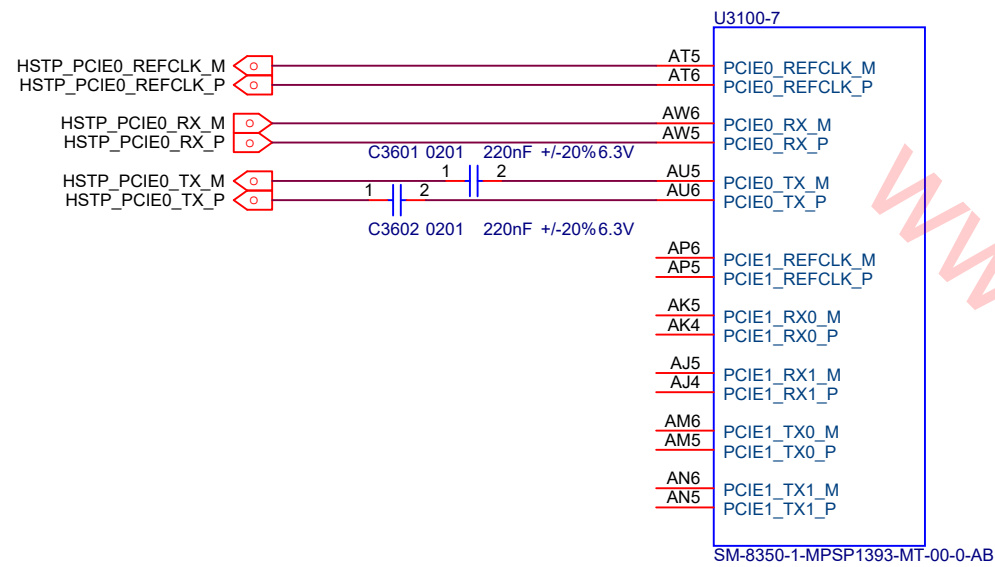 U3100-7
HSTP_PCIE0_REFCLK_M AT5 PCIE0_REFCLK_M
HSTP_PCIE0_REFCLK_P AT6 PCIE0_REFCLK_P
HSTP_PCIE0_RX_M AW6 PCIE0_RX_M
HSTP_PCIE0_RX_P AW5 PCIE0_RX_P
C3601 0201 220nF +/-20% 6.3V
HSTP_PCIE0_TX_M 1 2 AU5 PCIE0_TX_M
HSTP_PCIE0_TX_P 1 2 AU6 PCIE0_TX_P
C3602 0201 220nF +/-20% 6.3V
AP6 PCIE1_REFCLK_M
AP5 PCIE1_REFCLK_P
AK5 PCIE1_RX0_M
AK4 PCIE1_RX0_P
AJ5 PCIE1_RX1_M
AJ4 PCIE1_RX1_P
AM6 PCIE1_TX0_M
AM5 PCIE1_TX0_P
AN6 PCIE1_TX1_M
AN5 PCIE1_TX1_P
SM-8350-1-MPSP1393-MT-00-0-AB